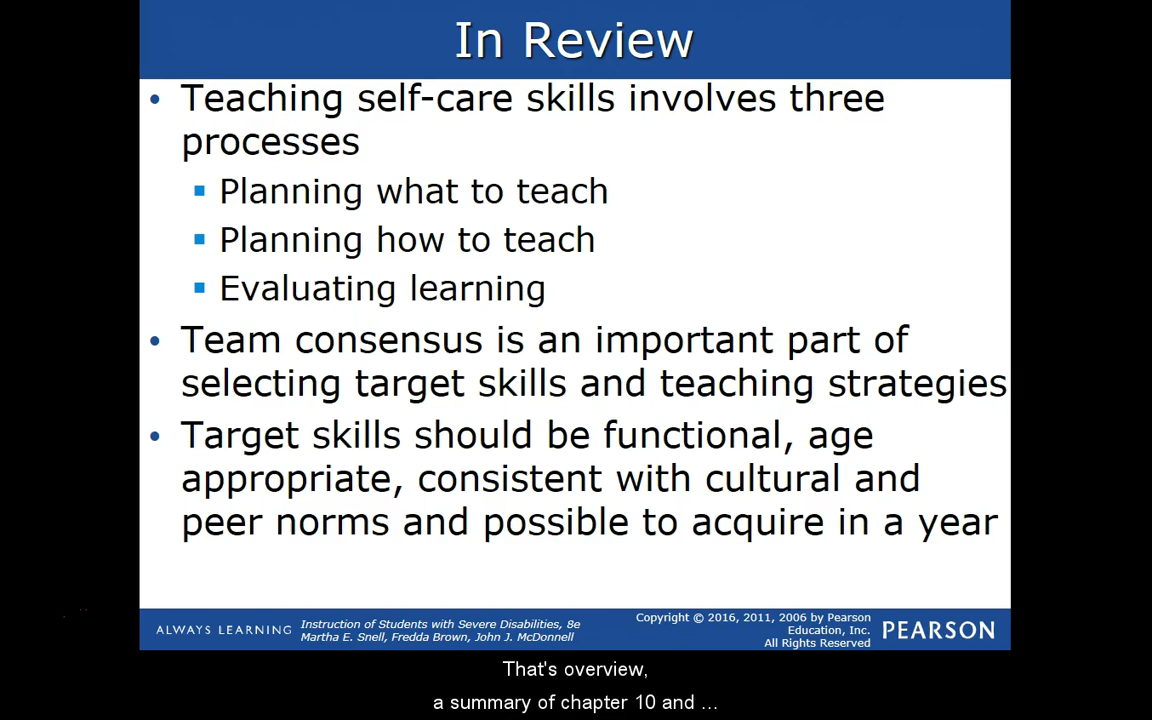 In Review
• Teaching self-care skills involves three
processes
▪ Planning what to teach
▪ Planning how to teach
▪ Evaluating learning
• Team consensus is an important part of
selecting target skills and teaching strategies
• Target skills should be functional, age
appropriate, consistent with cultural and
peer norms and possible to acquire in a year
ALWAYS LEARNING
Instruction of Students with Severe Disabilities, 8e
Martha E. Snell, Fredda Brown, John J. McDonnell
Copyright © 2016, 2011, 2006 by Pearson
Education, Inc.
All Rights Reserved
PEARSON
That's overview,
a summary of chapter 10 and ...